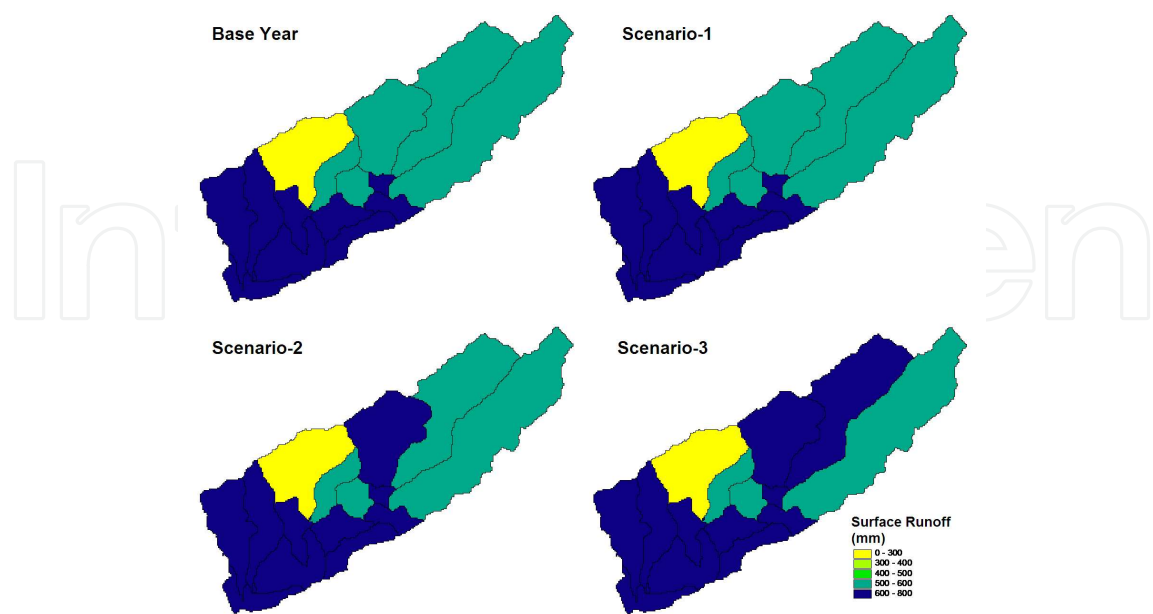 Base Year
Scenario-1
Scenario-2
Scenario-3
Surface Runoff
(mm)
0 - 300
300 - 400
400 - 500
500 - 600
600 - 800